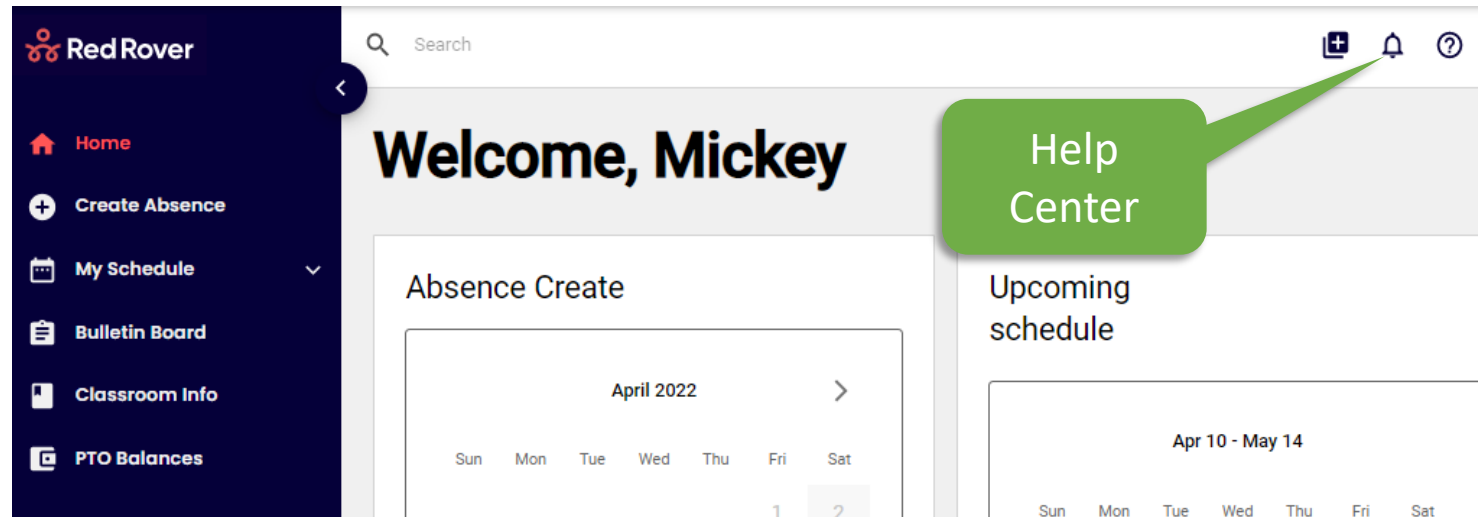 Red Rover
Search
Home
Create Absence
My Schedule
Bulletin Board
Classroom Info
PTO Balances
Welcome, Mickey
Help
Center
Absence Create
April 2022
Sun Mon Tue Wed Thu Fri Sat
1 2
Upcoming
schedule
Apr 10 - May 14
Sun Mon Tue Wed Thu Fri Sat